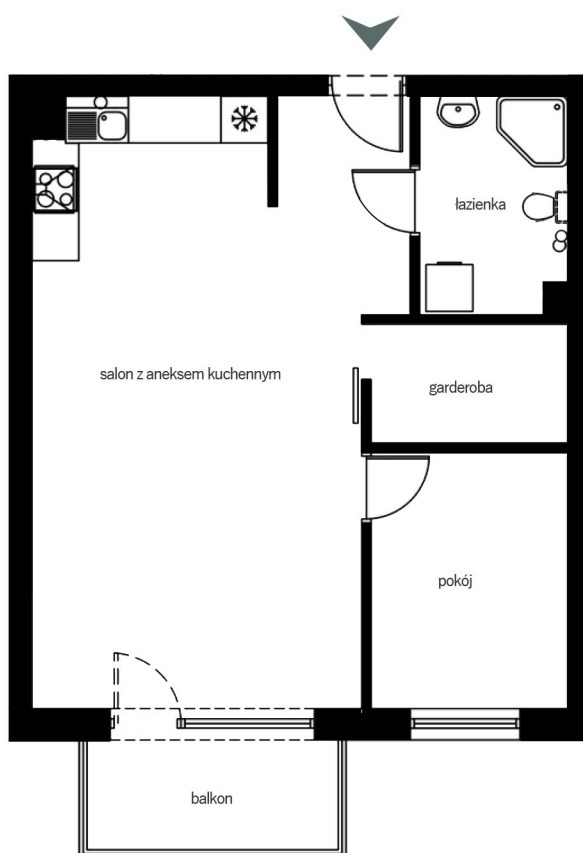 łazienka
salon z aneksem kuchennym
garderoba
pokój
balkon